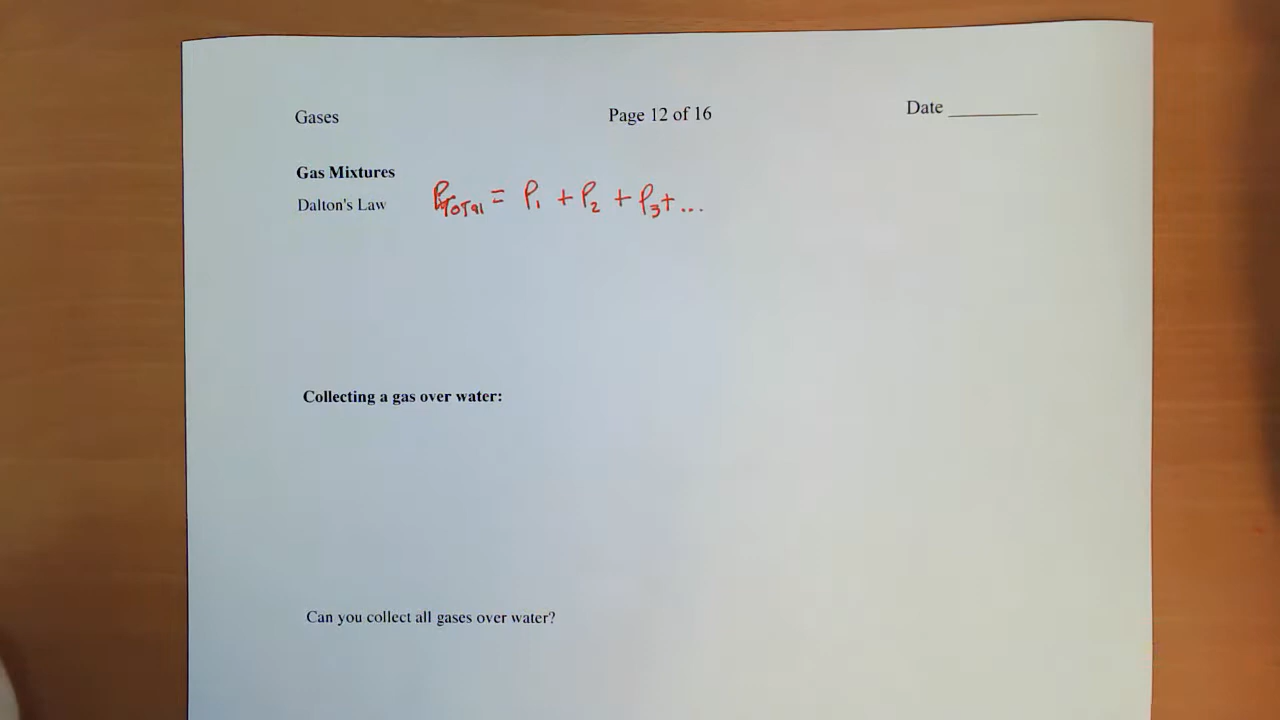 Gases Page 12 of 16 Date __________
Gas Mixtures
Dalton's Law P_Total = P₁ + P₂ + P₃ + ...
Collecting a gas over water:
Can you collect all gases over water?